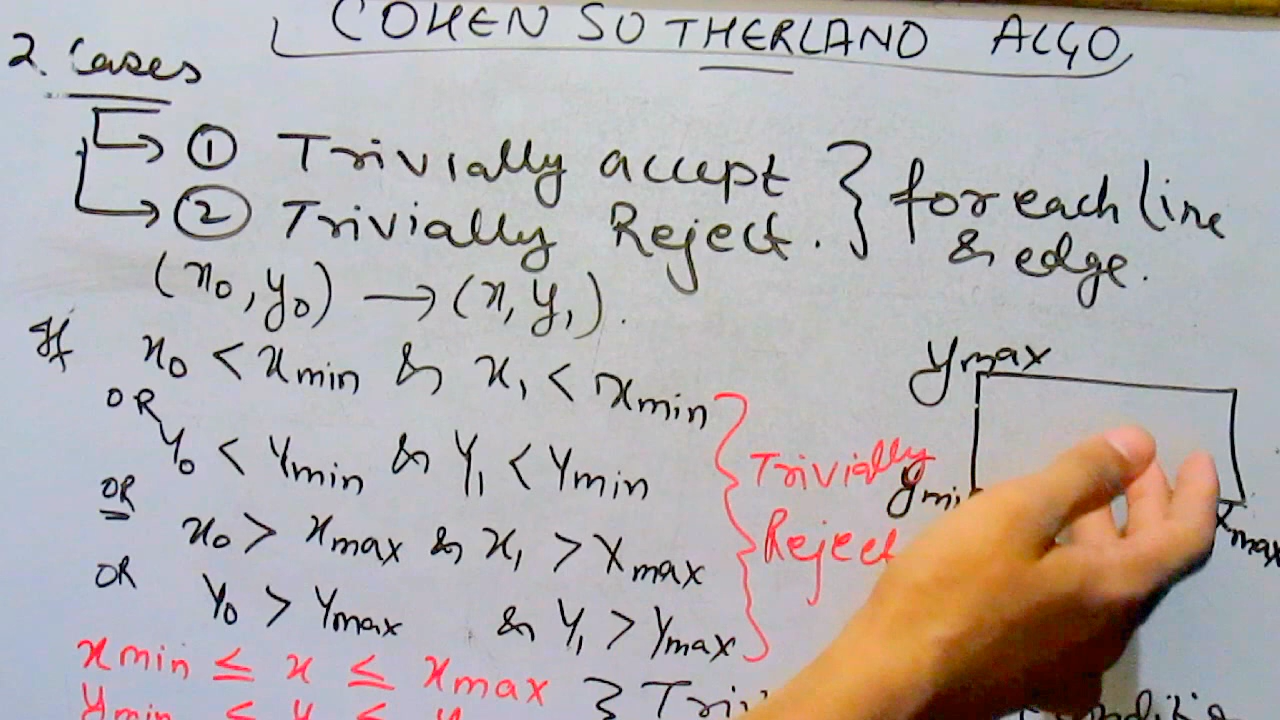 COHEN SUTHERLAND ALGO
2. Cases
① Trivially accept } for each line
② Trivially Reject. } & edge.
(x0, y0) → (x, y1).
If x0 < xmin & x1 < xmin
OR
Y0 < Ymin & Y1 < Ymin
OR
x0 > xmax & x1 > Xmax
OR
Y0 > Ymax & Y1 > Ymax
Trivially
Reject
ymax
xmax
xmin ≤ x ≤ xmax